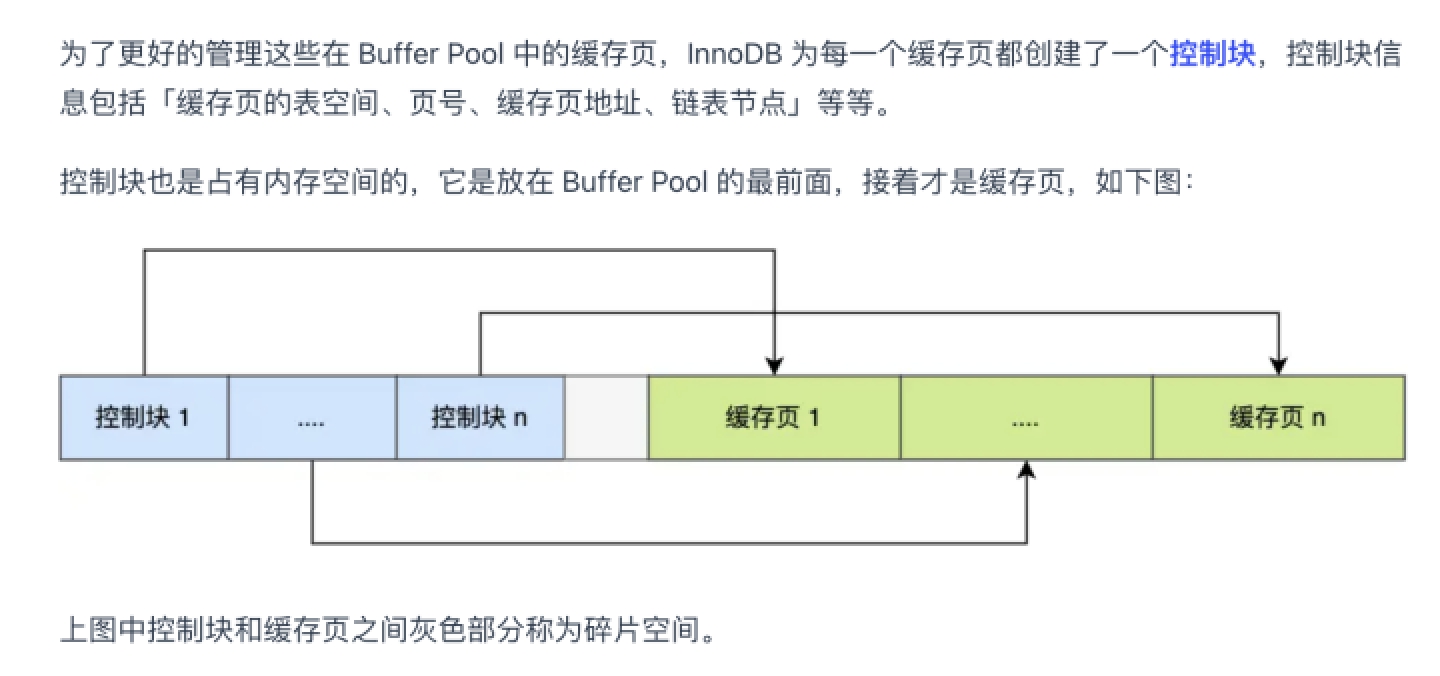 为了更好的管理这些在 Buffer Pool 中的缓存页，InnoDB 为每一个缓存页都创建了一个控制块，控制块信
息包括「缓存页的表空间、页号、缓存页地址、链表节点」等等。
控制块也是占有内存空间的，它是放在 Buffer Pool 的最前面，接着才是缓存页，如下图：
控制块 1
....
控制块 n
缓存页 1
....
缓存页 n
上图中控制块和缓存页之间灰色部分称为碎片空间。